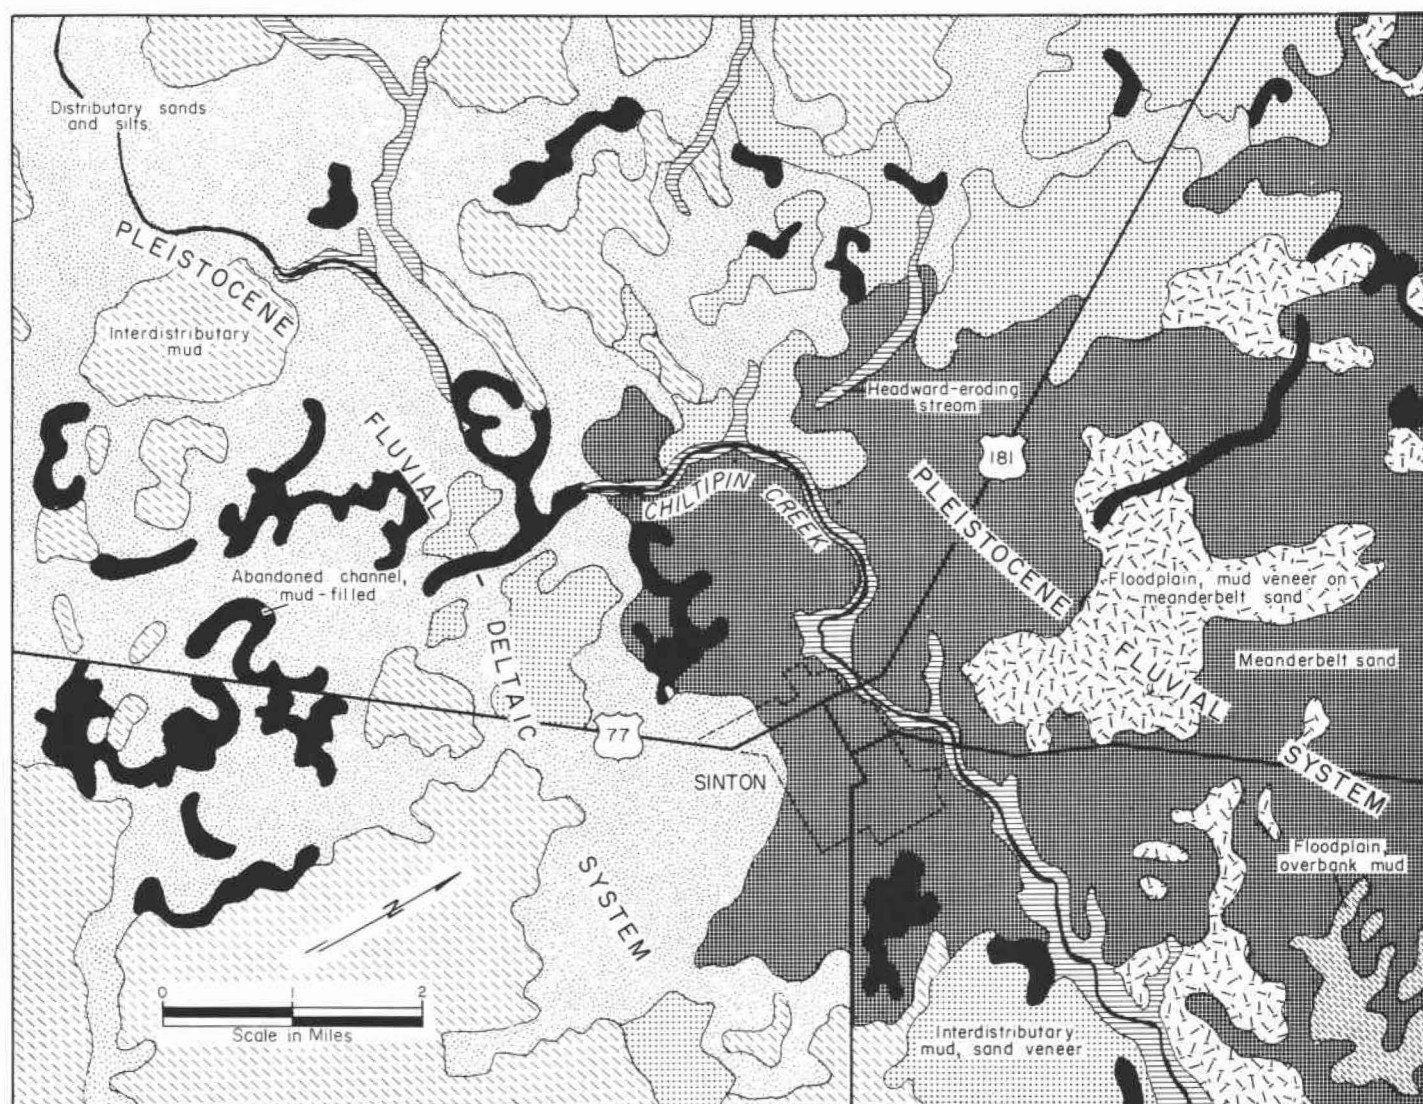 Distributary sands
and silts
PLEISTOCENE
Interdistributary
mud
FLUVIAL - DELTAIC
SYSTEM
Headward-eroding
stream
181
CHILTIPIN CREEK
PLEISTOCENE
FLUVIAL
SYSTEM
Floodplain, mud veneer on
meanderbelt sand
Meanderbelt sand
Abandoned channel,
mud-filled
77
SINTON
Floodplain,
overbank mud
N
0 1 2
Scale in Miles
Interdistributary
mud, sand veneer